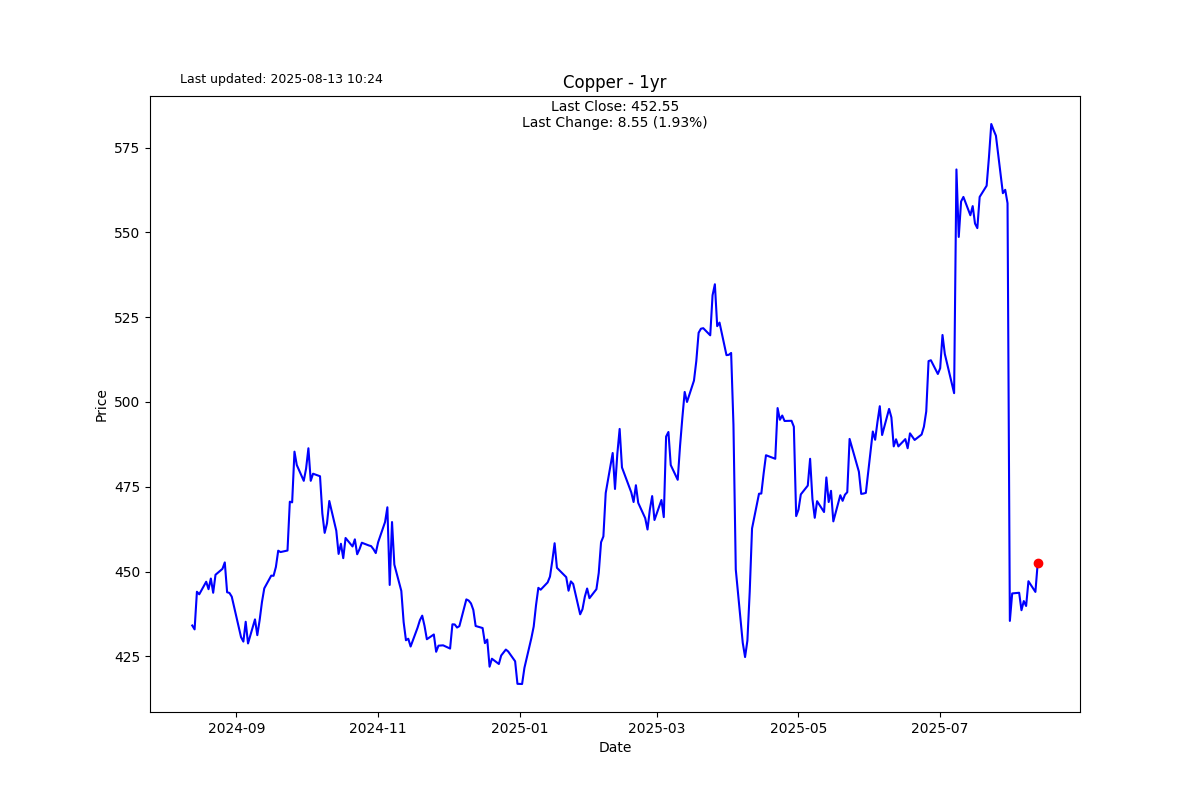 Last updated: 2025-08-13 10:24
Copper - 1yr
Last Close: 452.55
Last Change: 8.55 (1.93%)
575
550
525
500
475
450
425
Price
2024-09
2024-11
2025-01
2025-03
2025-05
2025-07
Date